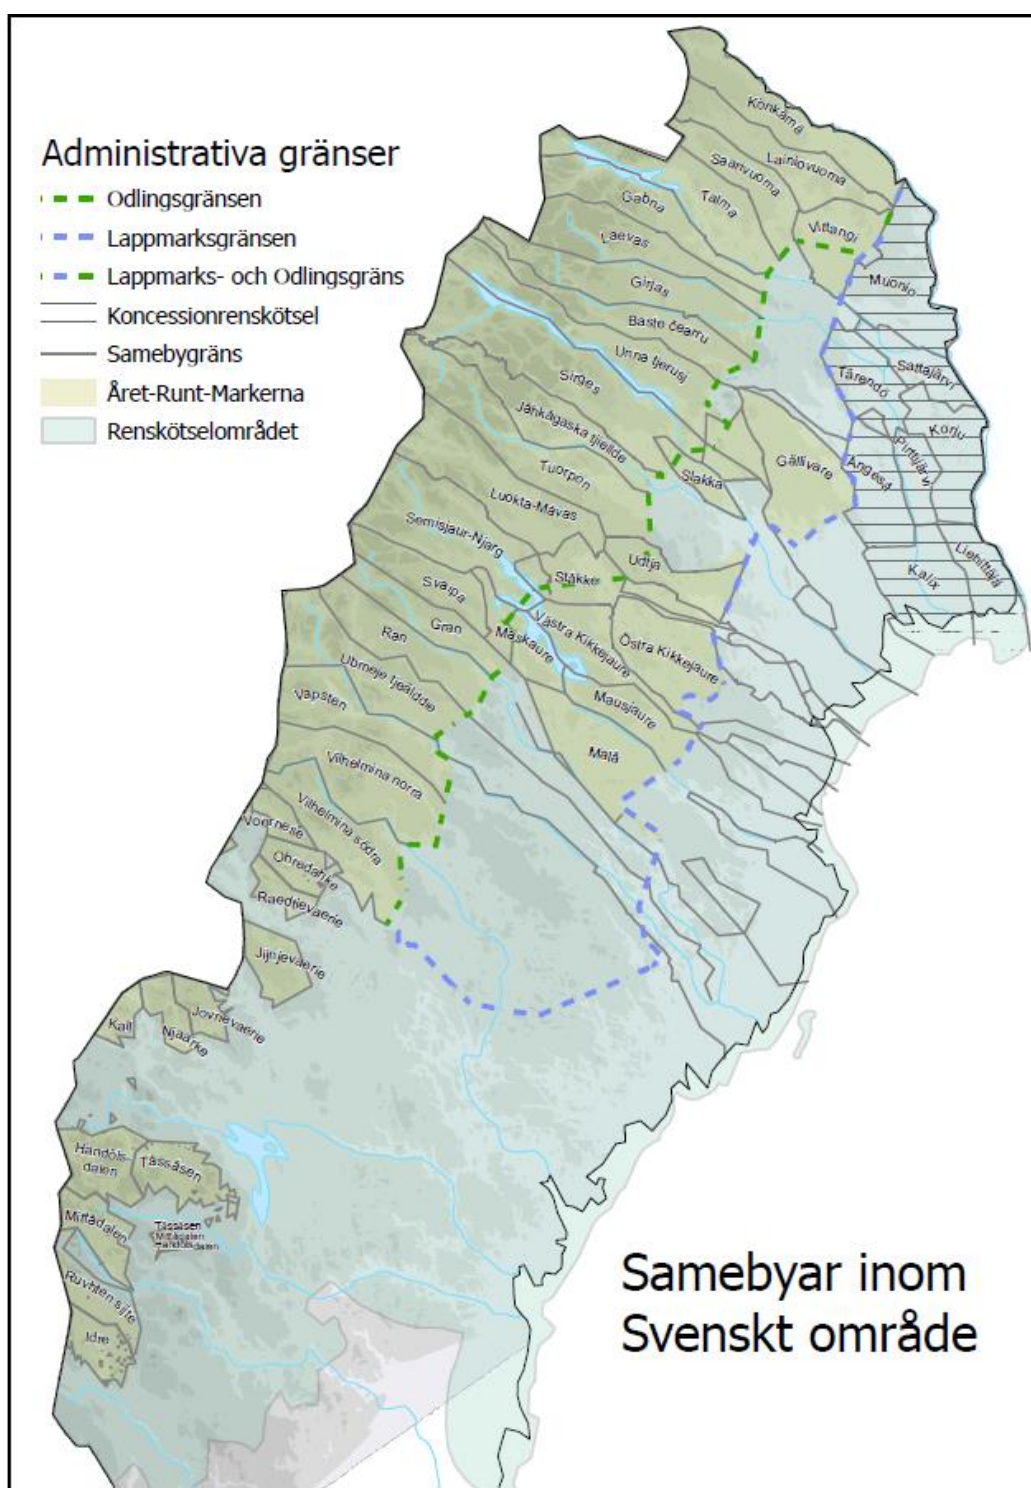 Administrativa gränser
Odlingsgränsen
Lappmarksgränsen
Lappmarks- och Odlingsgräns
Koncessionrenskötsel
Samebygräns
Året-Runt-Markerna
Renskötselområdet
Könkämä
Lainiovuoma
Saarivuoma
Talma
Gabna
Vittangi
Laevas
Muonio
Girjas
Baste čearru
Unna tjerusj
Sattajärvi
Tärendö
Sirges
Korju
Jåhkågaska tjiellde
Pirttijärvi
Gällivare
Ängeså
Slakka
Tuorpon
Luokta-Mavas
Semisjaur-Njarg
Udtja
Liehittäjä
Kalix
Ståkke
Svaipa
Västra Kikkejaure
Östra Kikkejaure
Maskaure
Gran
Ran
Ubmeje tjeälddie
Mausjaure
Vapsten
Malå
Vilhelmina norra
Vilhelmina södra
Voernese
Ohredahke
Raedtievaerie
Jijnjevaerie
Jovnevaerie
Kall
Njaarke
Handöls-
dalen
Tåssåsen
Mittådalen
Tåssåsen
Mittådalen
Handölsdalen
Ruvhten sijte
Idre
Samebyar inom
Svenskt område